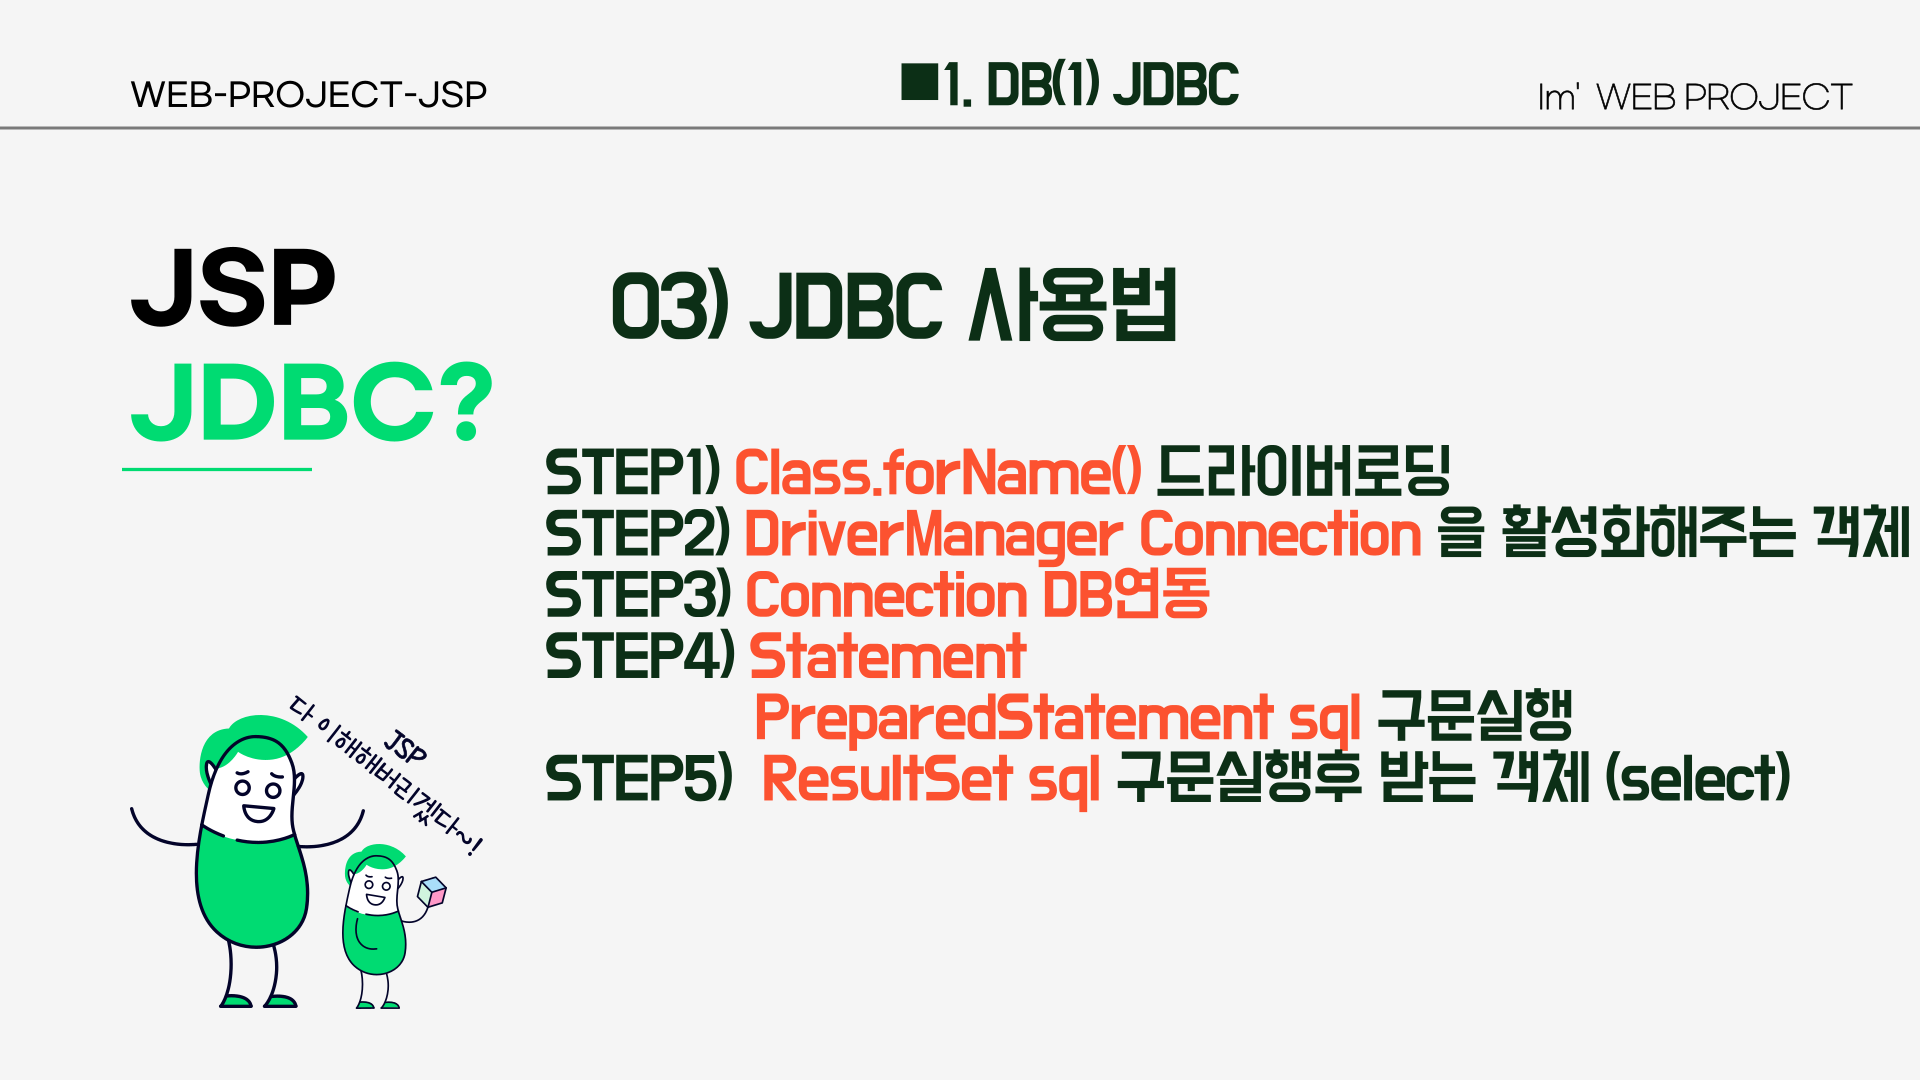 WEB-PROJECT-JSP
■1. DB(1) JDBC
Im' WEB PROJECT
JSP
JDBC?
03) JDBC 사용법
STEP1) Class.forName() 드라이버로딩
STEP2) DriverManager Connection 을 활성화해주는 객체
STEP3) Connection DB연동
STEP4) Statement
PreparedStatement sql 구문실행
STEP5) ResultSet sql 구문실행후 받는 객체 (select)
JSP
다 이해해버리겠다~!